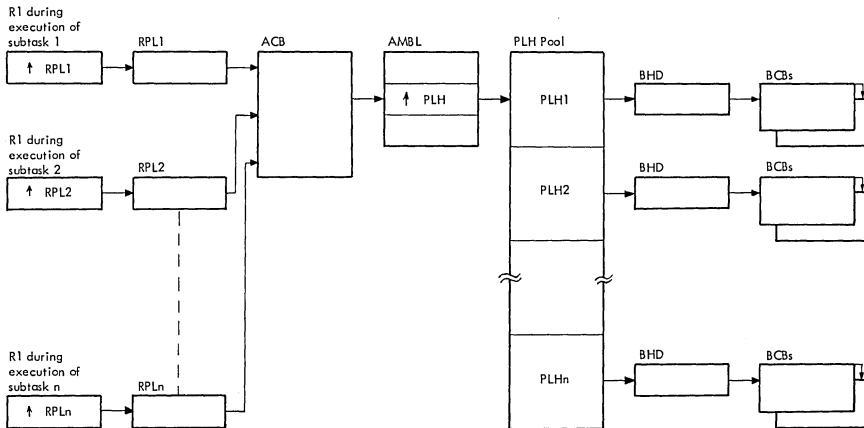 R1 during
execution of
subtask 1
↑ RPL1
RPL1
ACB
AMBL
↑ PLH
PLH Pool
PLH1
BHD
BCBs
R1 during
execution of
subtask 2
↑ RPL2
RPL2
PLH2
BHD
BCBs
R1 during
execution of
subtask n
↑ RPLn
RPLn
PLHn
BHD
BCBs